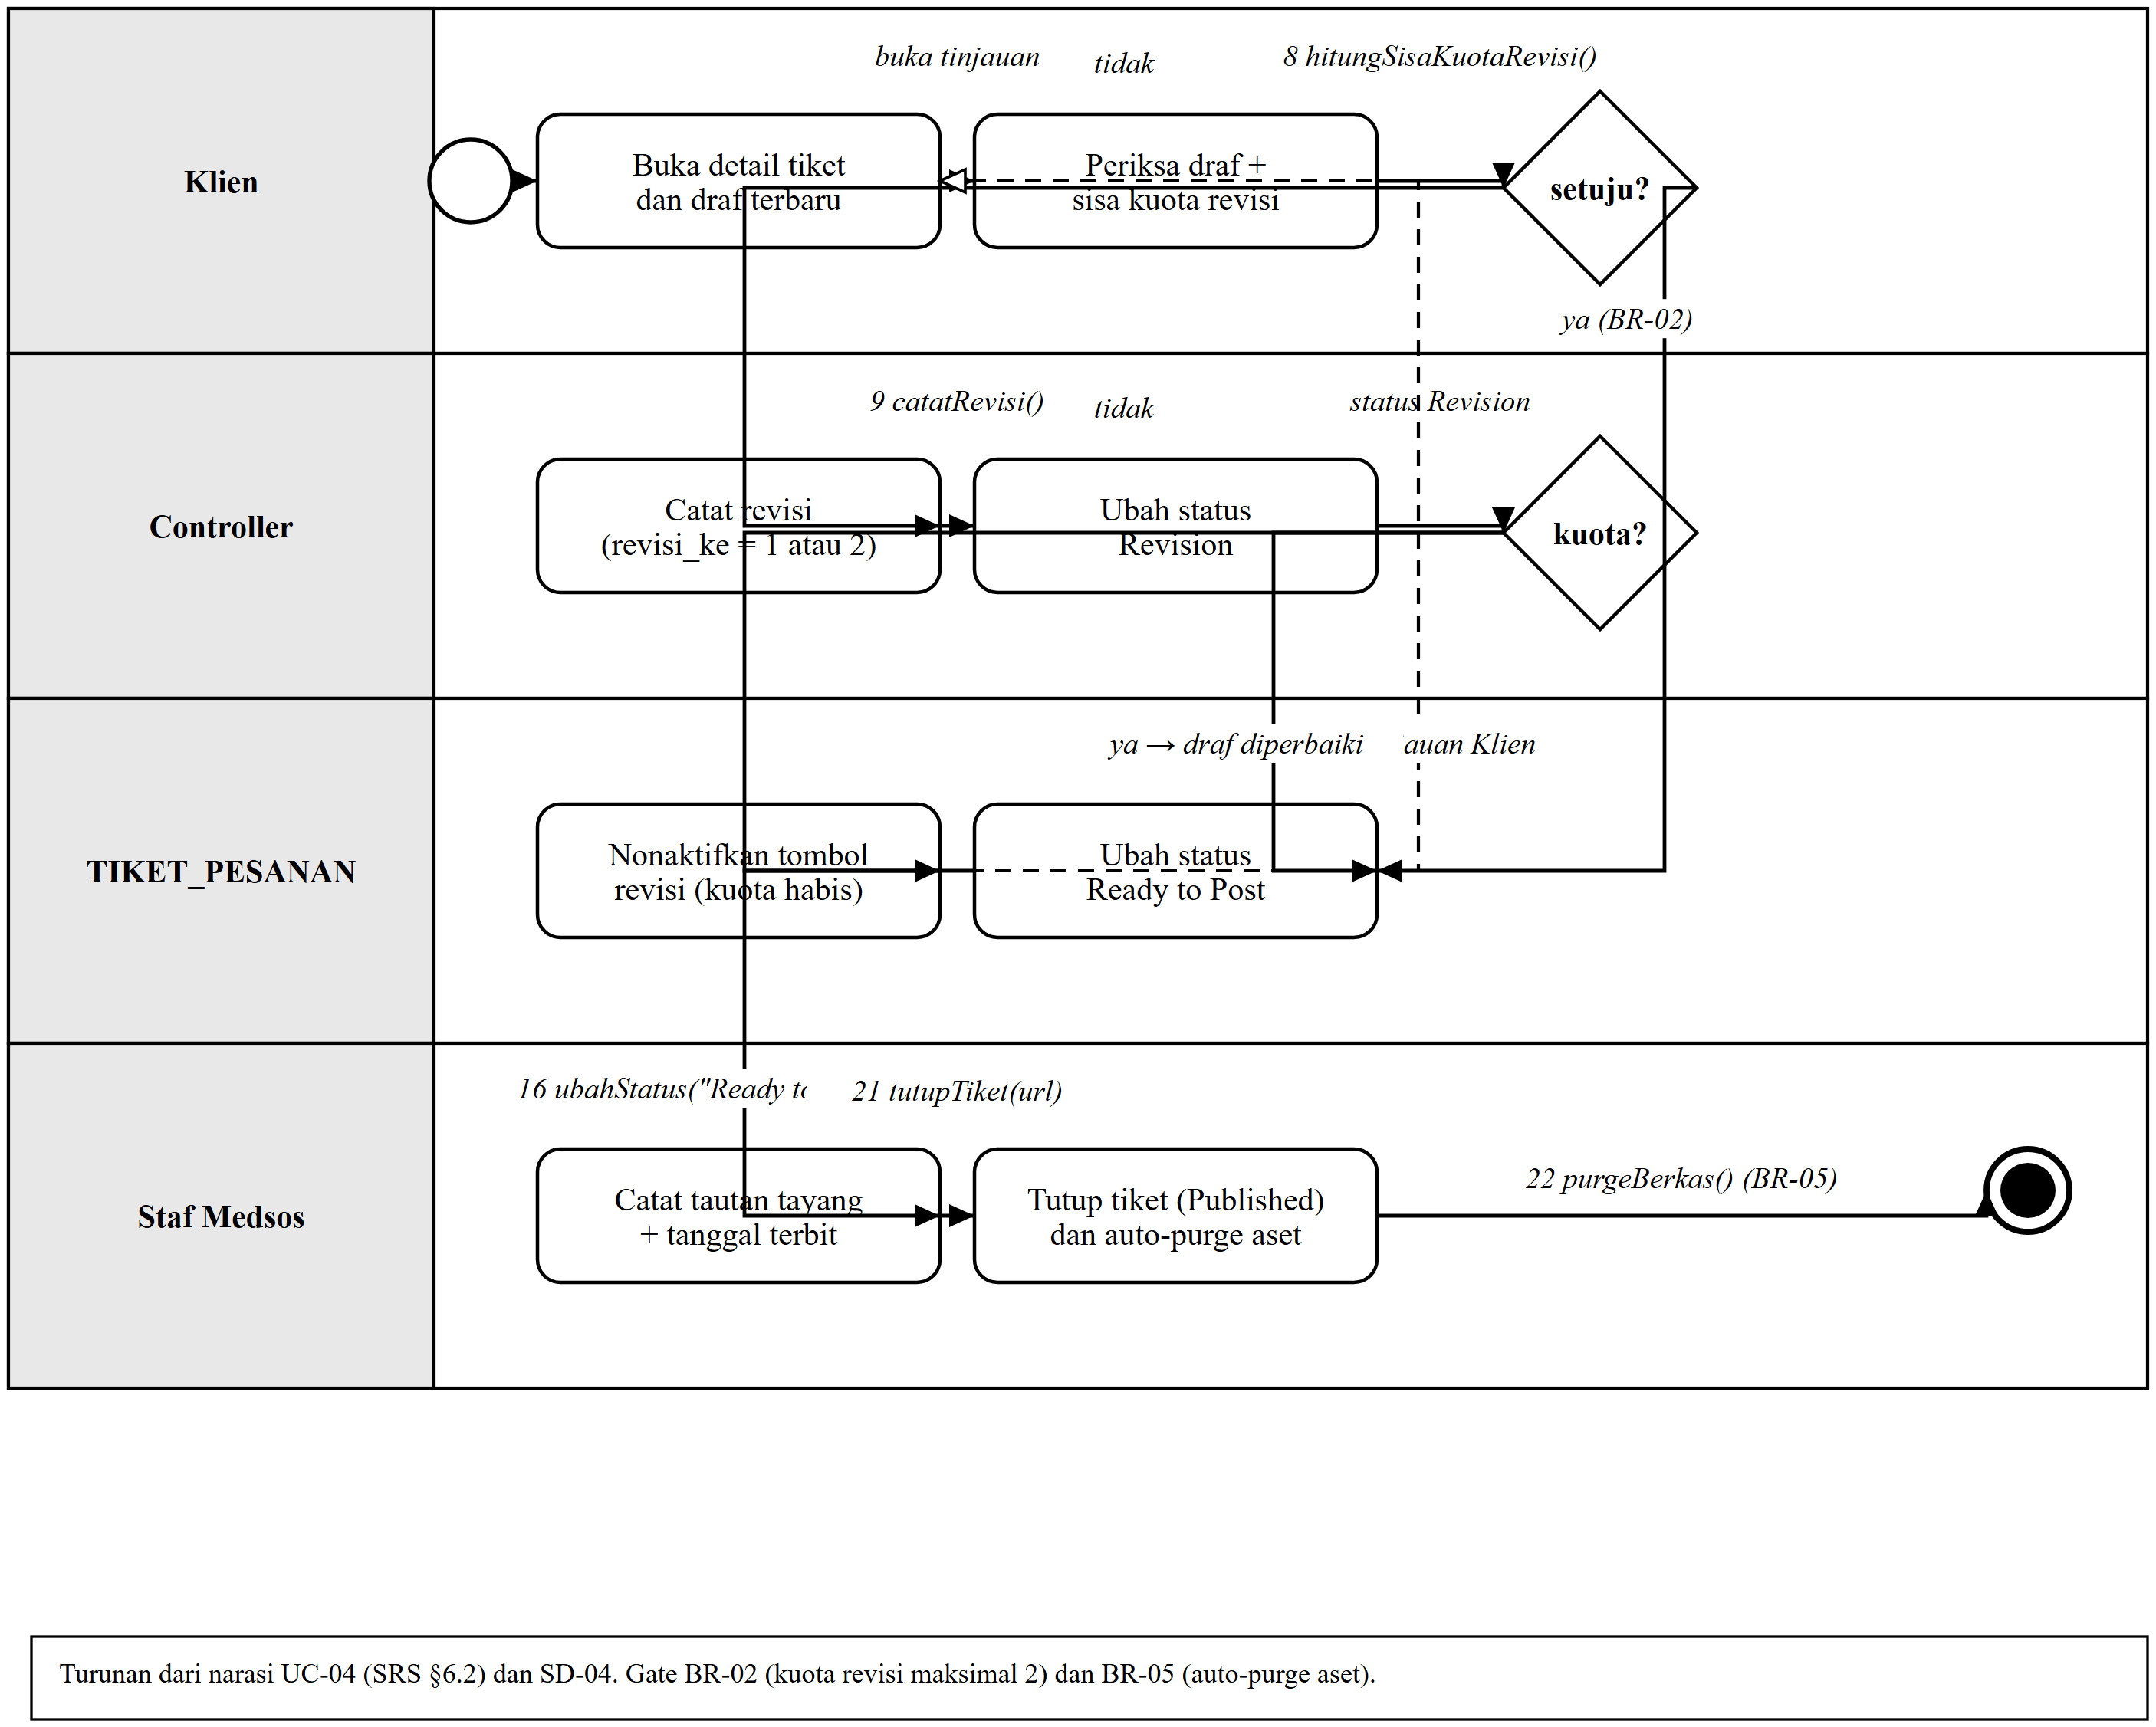 buka tinjauan
tidak
8 hitungSisaKuotaRevisi()
Klien
Buka detail tiket
dan draf terbaru
Periksa draf +
sisa kuota revisi
setuju?
ya (BR-02)
9 catatRevisi()
tidak
status Revision
Controller
Catat revisi
(revisi_ke = 1 atau 2)
Ubah status
Revision
kuota?
ya → draf diperbaiki
auan Klien
TIKET_PESANAN
Nonaktifkan tombol
revisi (kuota habis)
Ubah status
Ready to Post
16 ubahStatus("Ready to
21 tutupTiket(url)
Staf Medsos
Catat tautan tayang
+ tanggal terbit
Tutup tiket (Published)
dan auto-purge aset
22 purgeBerkas() (BR-05)
Turunan dari narasi UC-04 (SRS §6.2) dan SD-04. Gate BR-02 (kuota revisi maksimal 2) dan BR-05 (auto-purge aset).